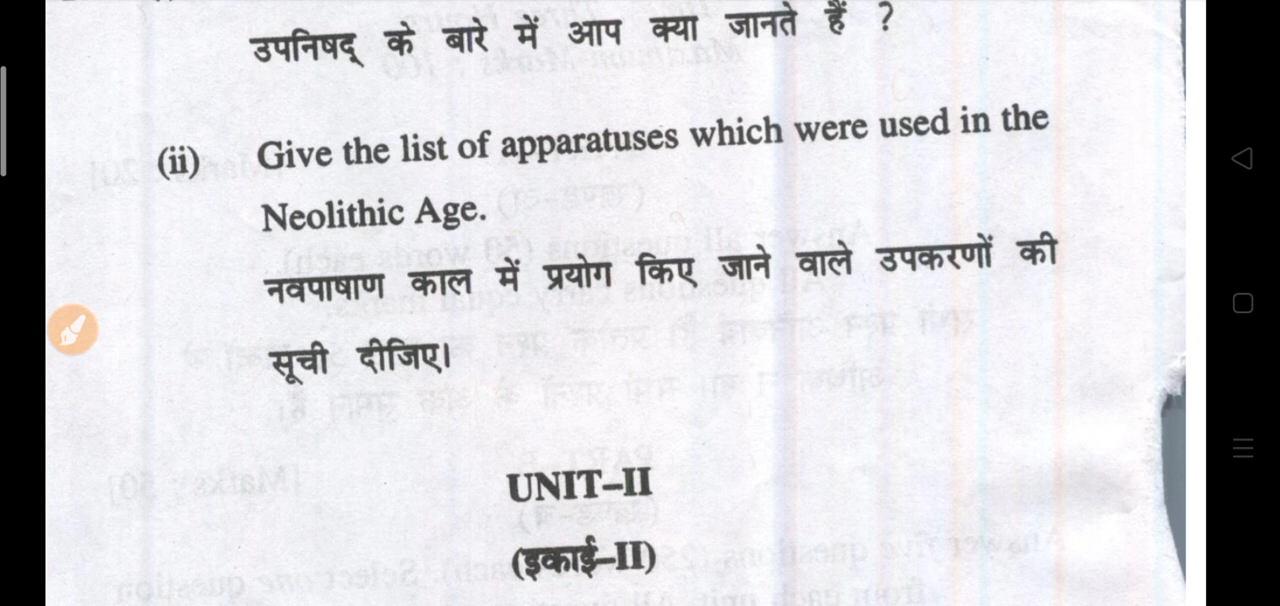 उपनिषद् के बारे में आप क्या जानते हैं ?
(ii) Give the list of apparatuses which were used in the
Neolithic Age.
नवपाषाण काल में प्रयोग किए जाने वाले उपकरणों की
सूची दीजिए।
UNIT–II
(इकाई–II)